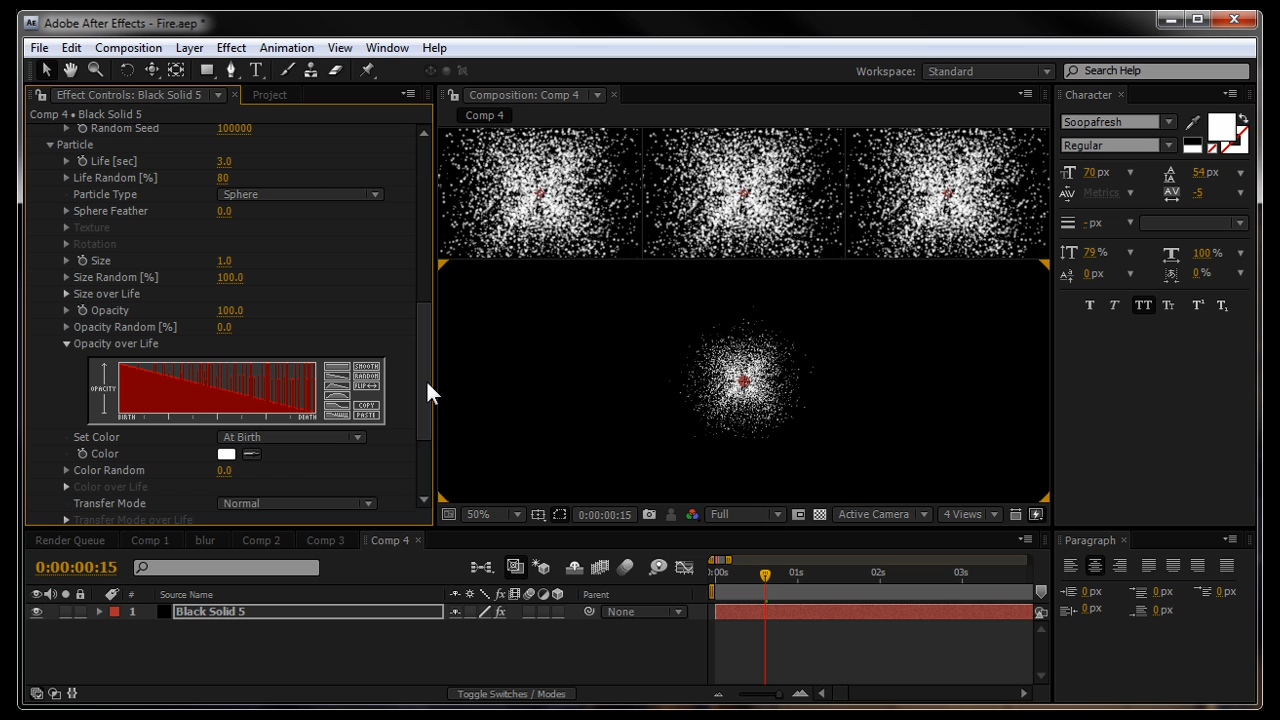 Ae Adobe After Effects - Fire.aep *
File Edit Composition Layer Effect Animation View Window Help
Workspace: Standard Search Help
Effect Controls: Black Solid 5 Project
Comp 4 • Black Solid 5
Random Seed 100000
Particle
Life [sec] 3.0
Life Random [%] 80
Particle Type Sphere
Sphere Feather 0.0
Texture
Rotation
Size 1.0
Size Random [%] 100.0
Size over Life
Opacity 100.0
Opacity Random [%] 0.0
Opacity over Life
OPACITY
BIRTH DEATH
SMOOTH
RANDOM
FLIP
COPY
PASTE
Set Color At Birth
Color
Color Random 0.0
Color over Life
Transfer Mode Normal
Transfer Mode over Life
Composition: Comp 4
Comp 4
50% 0:00:00:15 Full Active Camera 4 Views
Character
Soopafresh
Regular
70 px 54 px
Metrics -5
- px
79 % 100 %
0 px 0 %
T T TT Tt T¹ T₁
Render Queue Comp 1 blur Comp 2 Comp 3 Comp 4
0:00:00:15
# Source Name Parent
1 Black Solid 5 None
:00s 01s 02s 03s
Toggle Switches / Modes
Paragraph
0 px 0 px 0 px
0 px 0 px